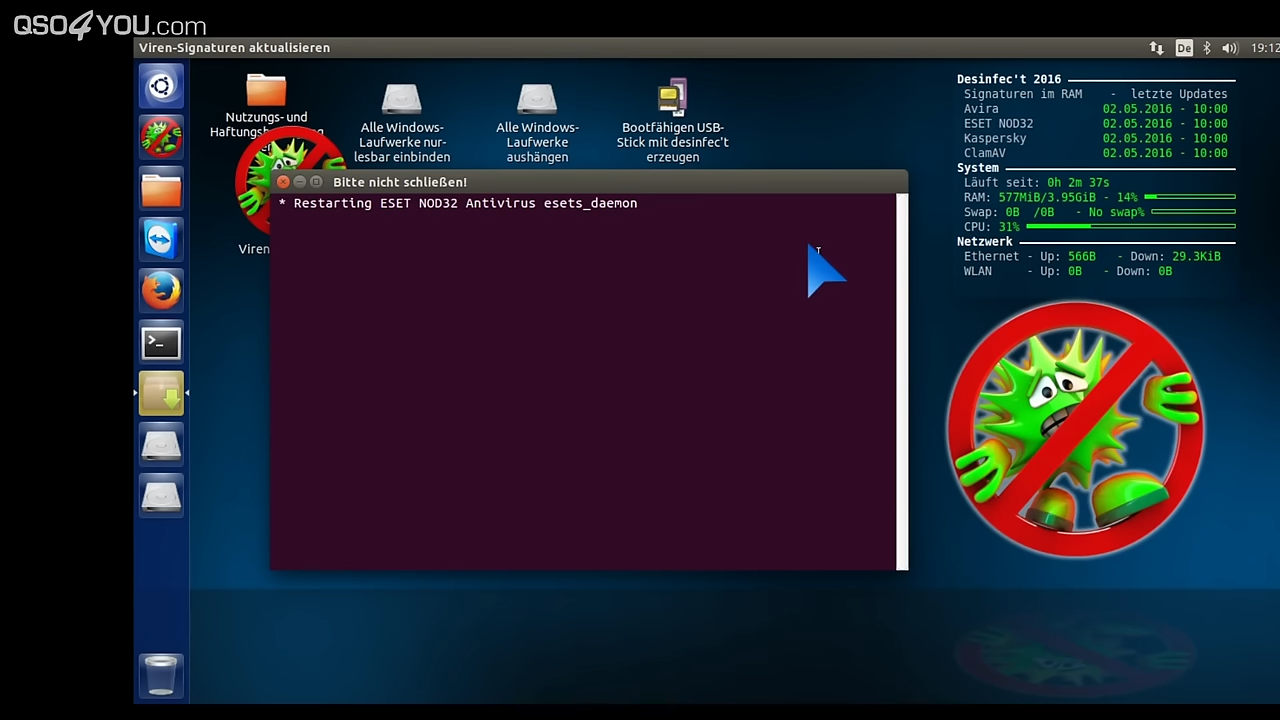 QSO4YOU.com
Viren-Signaturen aktualisieren
De
19:12
Nutzungs- und
Alle Windows-
Laufwerke nur-
lesbar einbinden
Alle Windows-
Laufwerke
aushängen
Bootfähigen USB-
Stick mit desinfec't
erzeugen
Viren
Bitte nicht schließen!
* Restarting ESET NOD32 Antivirus esets_daemon
Desinfec't 2016
Signaturen im RAM - letzte Updates
Avira 02.05.2016 - 10:00
ESET NOD32 02.05.2016 - 10:00
Kaspersky 02.05.2016 - 10:00
ClamAV 02.05.2016 - 10:00
System
Läuft seit: 0h 2m 37s
RAM: 577MiB/3.95GiB - 14%
Swap: 0B /0B - No swap%
CPU: 31%
Netzwerk
Ethernet - Up: 566B - Down: 29.3KiB
WLAN - Up: 0B - Down: 0B